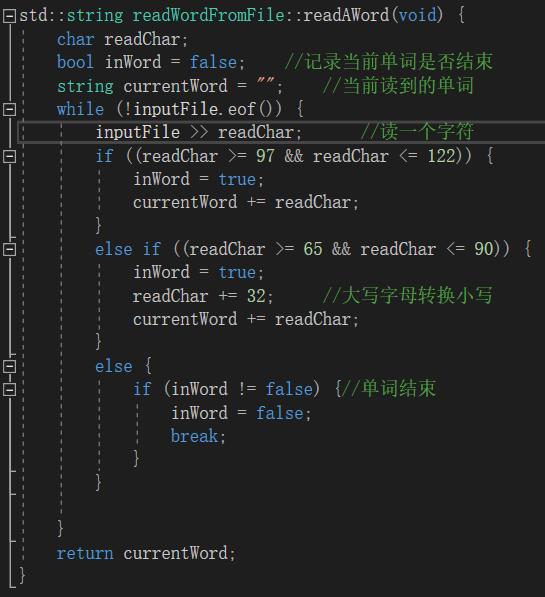 std::string readWordFromFile::readAWord(void) {
    char readChar;
    bool inWord = false;    //记录当前单词是否结束
    string currentWord = "";    //当前读到的单词
    while (!inputFile.eof()) {
        inputFile >> readChar;      //读一个字符
        if ((readChar >= 97 && readChar <= 122)) {
            inWord = true;
            currentWord += readChar;
        }
        else if ((readChar >= 65 && readChar <= 90)) {
            inWord = true;
            readChar += 32;     //大写字母转换小写
            currentWord += readChar;
        }
        else {
            if (inWord != false) {//单词结束
                inWord = false;
                break;
            }
        }

    }
    return currentWord;
}